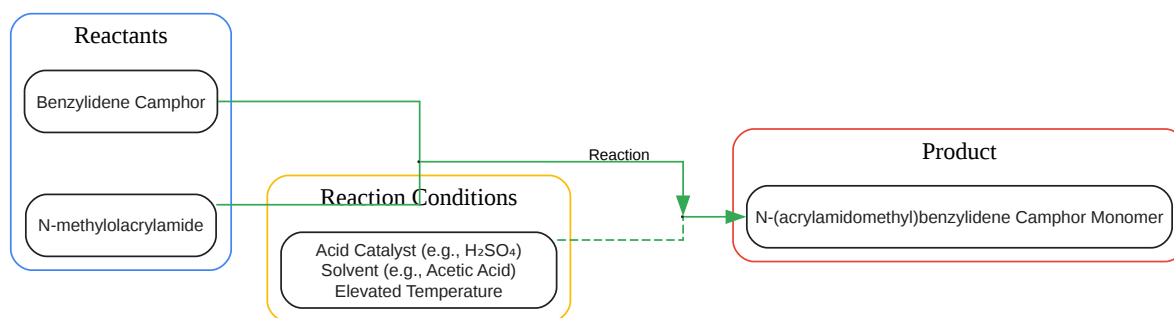 Reactants
Benzylidene Camphor
N-methylolacrylamide
Reaction Conditions
Acid Catalyst (e.g., H₂SO₄)
Solvent (e.g., Acetic Acid)
Elevated Temperature
Reaction
Product
N-(acrylamidomethyl)benzylidene Camphor Monomer